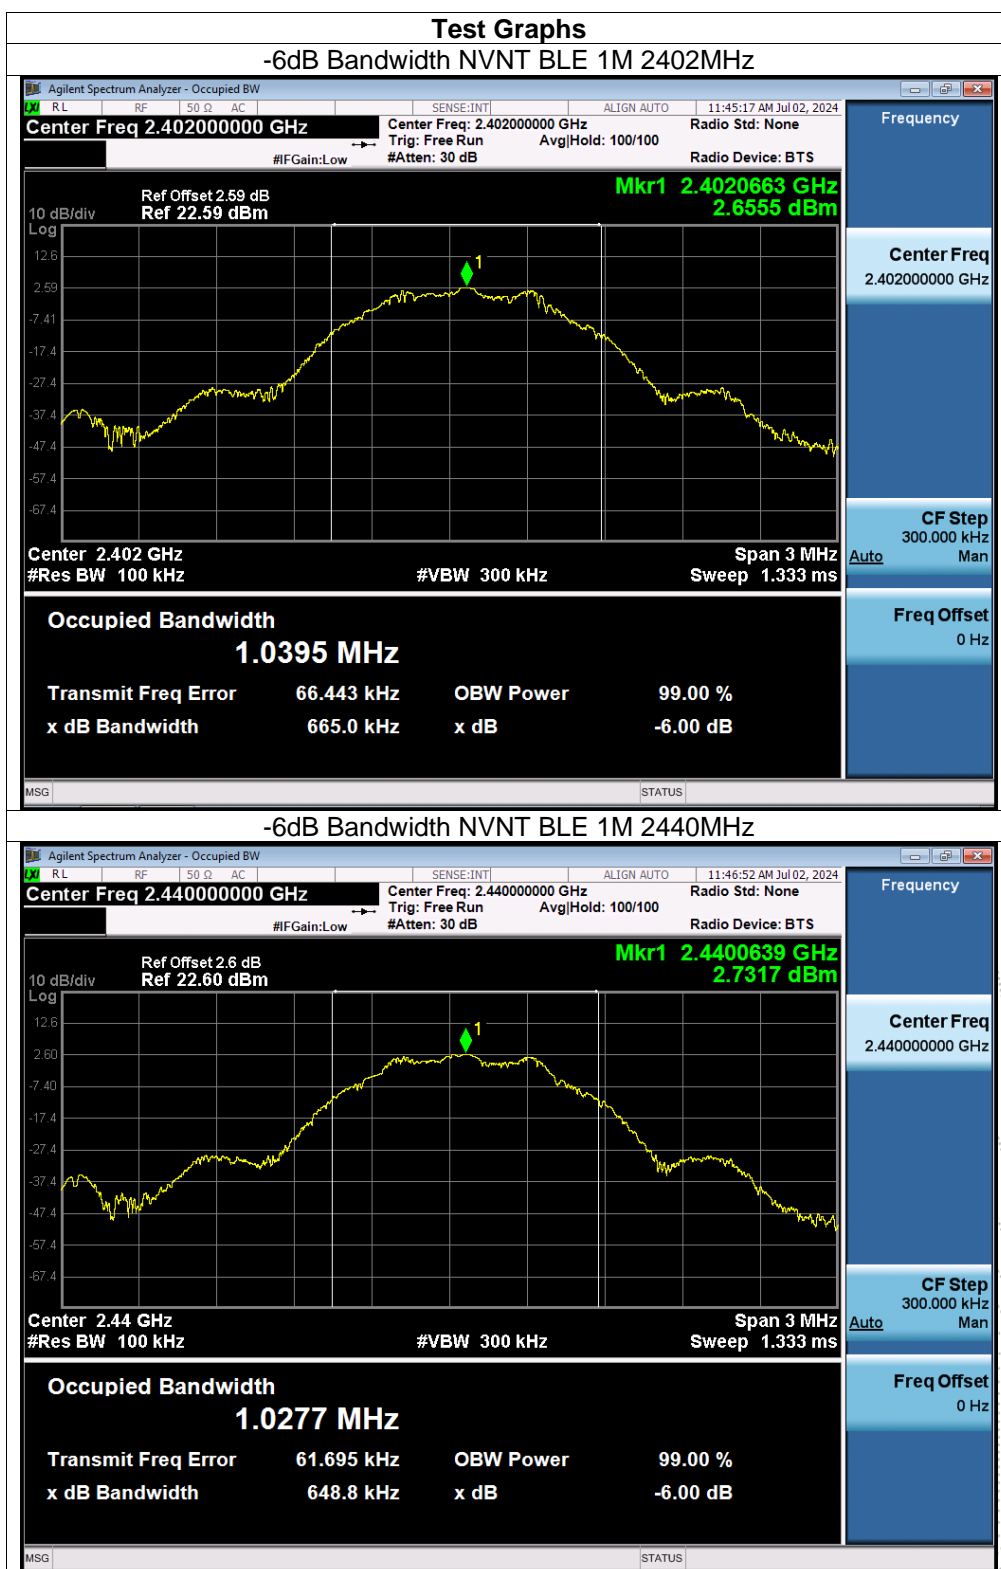 Test Graphs
-6dB Bandwidth NVNT BLE 1M 2402MHz
Agilent Spectrum Analyzer - Occupied BW
LXI RL RF 50 Ω AC SENSE:INT ALIGN AUTO 11:45:17 AM Jul 02, 2024
Center Freq 2.402000000 GHz
Center Freq: 2.402000000 GHz
Radio Std: None
Trig: Free Run Avg|Hold: 100/100
#IFGain:Low #Atten: 30 dB Radio Device: BTS
Frequency
Mkr1 2.4020663 GHz
2.6555 dBm
Ref Offset 2.59 dB
10 dB/div Ref 22.59 dBm
Log
1
12.6
2.59
-7.41
-17.4
-27.4
-37.4
-47.4
-57.4
-67.4
Center 2.402 GHz Span 3 MHz
#Res BW 100 kHz #VBW 300 kHz Sweep 1.333 ms
Center Freq
2.402000000 GHz
CF Step
300.000 kHz
Auto Man
Freq Offset
0 Hz
Occupied Bandwidth
1.0395 MHz
Transmit Freq Error 66.443 kHz OBW Power 99.00 %
x dB Bandwidth 665.0 kHz x dB -6.00 dB
MSG STATUS
-6dB Bandwidth NVNT BLE 1M 2440MHz
Agilent Spectrum Analyzer - Occupied BW
LXI RL RF 50 Ω AC SENSE:INT ALIGN AUTO 11:46:52 AM Jul 02, 2024
Center Freq 2.440000000 GHz
Center Freq: 2.440000000 GHz
Radio Std: None
Trig: Free Run Avg|Hold: 100/100
#IFGain:Low #Atten: 30 dB Radio Device: BTS
Frequency
Mkr1 2.4400639 GHz
2.7317 dBm
Ref Offset 2.6 dB
10 dB/div Ref 22.60 dBm
Log
1
12.6
2.60
-7.40
-17.4
-27.4
-37.4
-47.4
-57.4
-67.4
Center 2.44 GHz Span 3 MHz
#Res BW 100 kHz #VBW 300 kHz Sweep 1.333 ms
Center Freq
2.440000000 GHz
CF Step
300.000 kHz
Auto Man
Freq Offset
0 Hz
Occupied Bandwidth
1.0277 MHz
Transmit Freq Error 61.695 kHz OBW Power 99.00 %
x dB Bandwidth 648.8 kHz x dB -6.00 dB
MSG STATUS